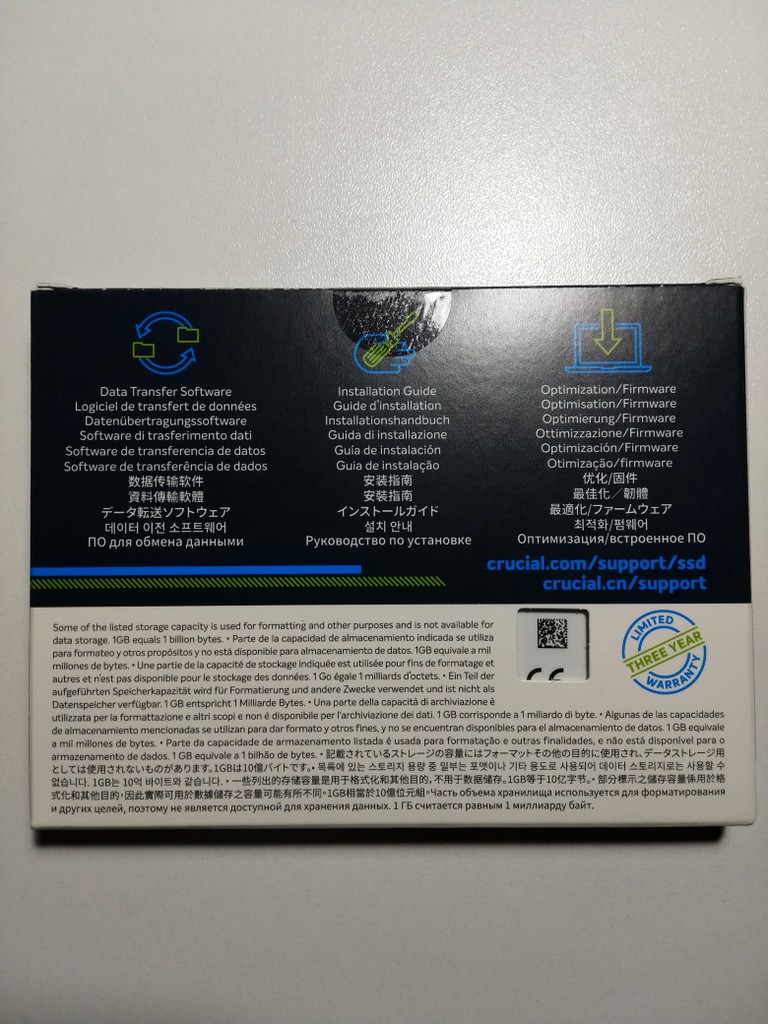 Data Transfer Software
Logiciel de transfert de données
Datenübertragungssoftware
Software di trasferimento dati
Software de transferencia de datos
Software de transferência de dados
数据传输软件
資料傳輸軟體
データ転送ソフトウェア
데이터 이전 소프트웨어
ПО для обмена данными
Installation Guide
Guide d'installation
Installationshandbuch
Guida di installazione
Guía de instalación
Guia de instalação
安装指南
安裝指南
インストールガイド
설치 안내
Руководство по установке
Optimization/Firmware
Optimisation/Firmware
Optimierung/Firmware
Ottimizzazione/Firmware
Optimización/Firmware
Otimização/firmware
优化/固件
最佳化／韌體
最適化/ファームウェア
최적화/펌웨어
Оптимизация/встроенное ПО
crucial.com/support/ssd
crucial.cn/support
Some of the listed storage capacity is used for formatting and other purposes and is not available for
data storage. 1GB equals 1 billion bytes. • Parte de la capacidad de almacenamiento indicada se utiliza
para formateo y otros propósitos y no está disponible para almacenamiento de datos. 1GB equivale a mil
millones de bytes. • Une partie de la capacité de stockage indiquée est utilisée pour fins de formatage et
autres et n'est pas disponible pour le stockage des données. 1 Go égale 1 milliards d'octets. • Ein Teil der
aufgeführten Speicherkapazität wird für Formatierung und andere Zwecke verwendet und ist nicht als
Datenspeicher verfügbar. 1 GB entspricht 1 Milliarde Bytes. • Una parte della capacità di archiviazione è
utilizzata per la formattazione e altri scopi e non è disponibile per l'archiviazione dei dati. 1 GB corrisponde a 1 miliardo di byte. • Algunas de las capacidades
de almacenamiento mencionadas se utilizan para dar formato y otros fines, y no se encuentran disponibles para el almacenamiento de datos. 1 GB equivale
a mil millones de bytes. • Parte da capacidade de armazenamento listada é usada para formatação e outras finalidades, e não está disponível para o
armazenamento de dados. 1 GB equivale a 1 bilhão de bytes. • 記載されているストレージの容量にはフォーマットその他の目的に使用され、データストレージ用
としては使用されないものがあります。1GBは10億バイトです。• 목록에 있는 스토리지 용량 중 일부는 포맷이나 기타 용도로 사용되어 데이터 스토리지로는 사용할 수
없습니다. 1GB는 10억 바이트와 같습니다. • 一些列出的存储容量是用于格式化和其他目的，不用于数据储存。1GB等于10亿字节。• 部分標示之儲存容量係用於格
式化和其他目的，因此實際可用於數據儲存之容量可能有所不同。1GB相當於10億位元組。•Часть объема хранилища используется для форматирования
и других целей, поэтому не является доступной для хранения данных. 1 ГБ считается равным 1 миллиарду байт.
CE
LIMITED
THREE YEAR
WARRANTY